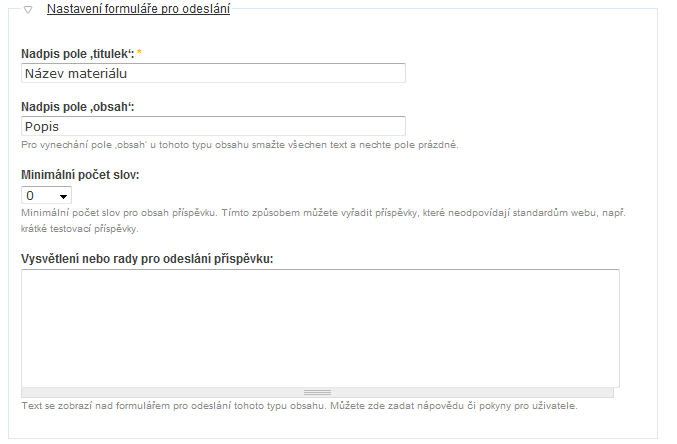 Nastavení formuláře pro odeslání
Nadpis pole ‚titulek‘: *
Název materiálu
Nadpis pole ‚obsah‘:
Popis
Pro vynechání pole ‚obsah‘ u tohoto typu obsahu smažte všechen text a nechte pole prázdné.
Minimální počet slov:
0
Minimální počet slov pro obsah příspěvku. Tímto způsobem můžete vyřadit příspěvky, které neodpovídají standardům webu, např.
krátké testovací příspěvky.
Vysvětlení nebo rady pro odeslání příspěvku:
Text se zobrazí nad formulářem pro odeslání tohoto typu obsahu. Můžete zde zadat nápovědu či pokyny pro uživatele.